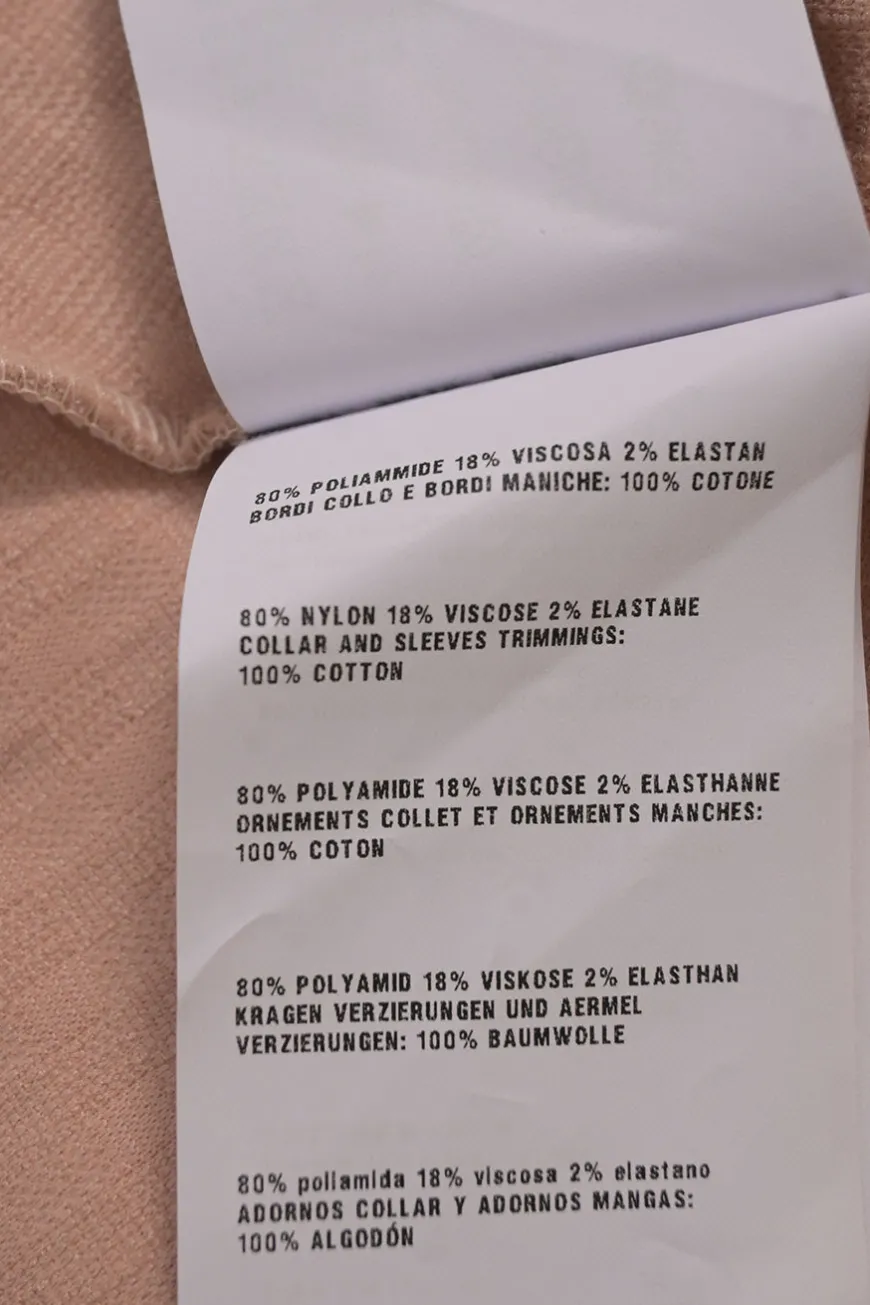 80% POLIAMMIDE 18% VISCOSA 2% ELASTAN
BORDI COLLO E BORDI MANICHE: 100% COTONE
80% NYLON 18% VISCOSE 2% ELASTANE
COLLAR AND SLEEVES TRIMMINGS:
100% COTTON
80% POLYAMIDE 18% VISCOSE 2% ELASTHANNE
ORNEMENTS COLLET ET ORNEMENTS MANCHES:
100% COTON
80% POLYAMID 18% VISKOSE 2% ELASTHAN
KRAGEN VERZIERUNGEN UND AERMEL
VERZIERUNGEN: 100% BAUMWOLLE
80% poliamida 18% viscosa 2% elastano
ADORNOS COLLAR Y ADORNOS MANGAS:
100% ALGODÓN